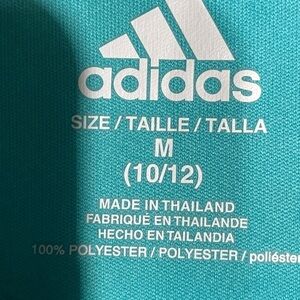 adidas
SIZE / TAILLE / TALLA
M
(10/12)
MADE IN THAILAND
FABRIQUÉ EN THAILANDE
HECHO EN TAILANDIA
100% POLYESTER / POLYESTER / poliéster